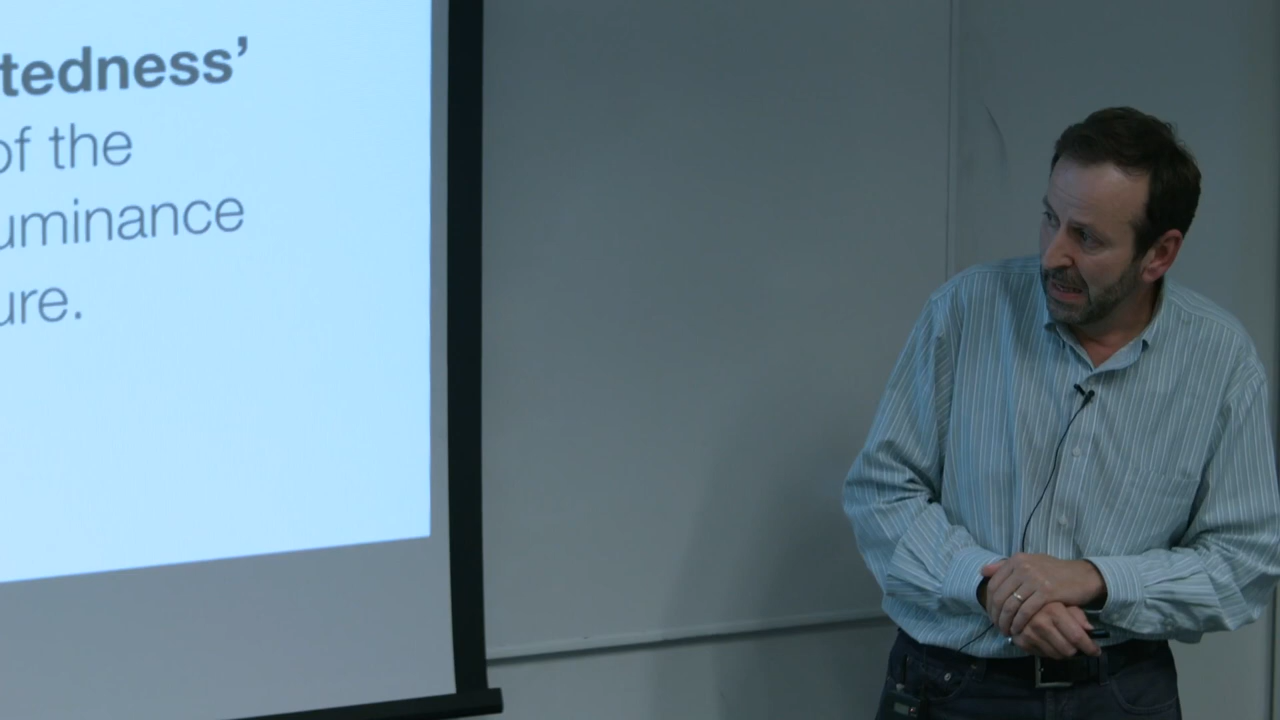 tedness’
of the
uminance
ure.